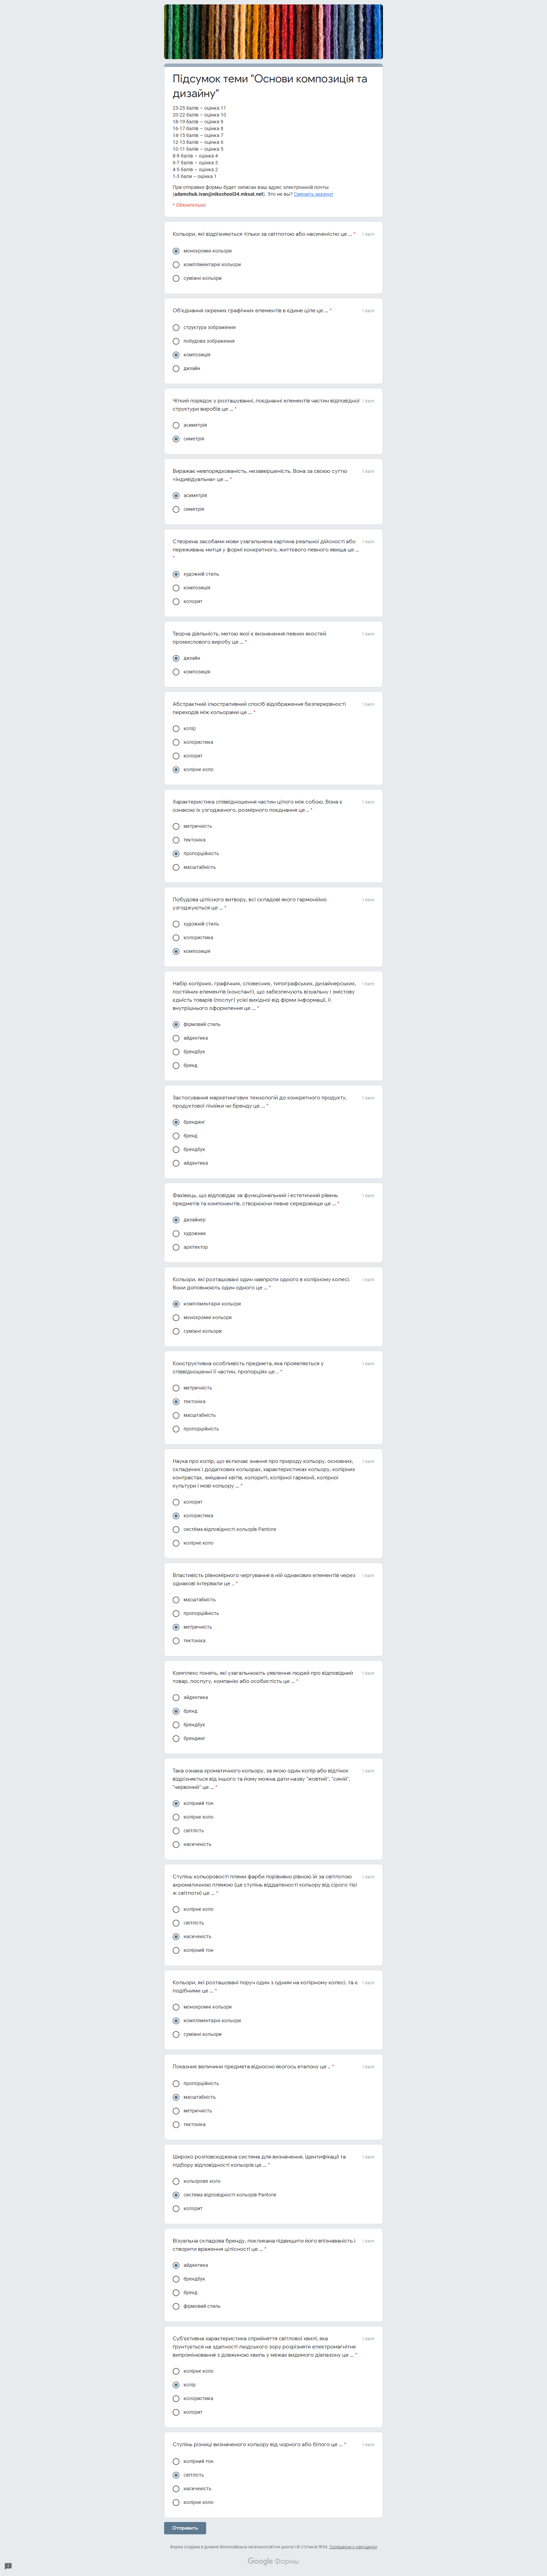 Підсумок теми "Основи композиція та
дизайну"
23-25 балів – оцінка 11
20-22 балів – оцінка 10
18-19 балів – оцінка 9
16-17 балів – оцінка 8
14-15 балів – оцінка 7
12-13 балів – оцінка 6
10-11 балів – оцінка 5
8-9 балів – оцінка 4
6-7 балів – оцінка 3
4-5 балів – оцінка 2
1-3 бали – оцінка 1
При отправке формы будет записан ваш адрес электронной почты
(adamchuk.ivan@nikschool34.mksat.net). Это не вы? Сменить аккаунт
* Обязательно
Кольори, які відрізняються тільки за світлотою або насиченістю це ... * 1 балл
монохромні кольори
комплементарні кольори
суміжні кольори
Об'єднання окремих графічних елементів в єдине ціле це ... * 1 балл
структура зображення
побудова зображення
композиція
дизайн
Чіткий порядок у розташуванні, поєднанні елементів частин відповідної 1 балл
структури виробів це ... *
асиметрія
симетрія
Виражає невпорядкованість, незавершеність. Вона за своєю суттю 1 балл
«індивідуальна» це ... *
асиметрія
симетрія
Створена засобами мови узагальнена картина реальної дійсності або 1 балл
переживань митця у формі конкретного, життєвого певного явища це ...
*
художній стиль
композиція
колорит
Творча діяльність, метою якої є визначення певних якостей 1 балл
промислового виробу це ... *
дизайн
композиція
Абстрактний ілюстративний спосіб відображення безперервності 1 балл
переходів між кольорами це ... *
колір
колористика
колорит
колірне коло
Характеристика співвідношення частин цілого між собою. Вона є 1 балл
ознакою їх узгодженого, розмірного поєднання це .. *
метричність
тектоніка
пропорційність
масштабність
Побудова цілісного витвору, всі складові якого гармонійно 1 балл
узгоджуються це ... *
художній стиль
колористика
композиція
Набір колірних, графічних, словесних, типографських, дизайнерських, 1 балл
постійних елементів (констант), що забезпечують візуальну і змістову
єдність товарів (послуг) усієї вихідної від фірми інформації, її
внутрішнього оформлення це ... *
фірмовий стиль
айдентика
брендбук
бренд
Застосування маркетингових технологій до конкретного продукту, 1 балл
продуктової лінійки чи бренду це ... *
брендинг
бренд
брендбук
айдентика
Фахівець, що відповідає за функціональний і естетичний рівень 1 балл
предметів та компонентів, створюючи певне середовище це ... *
дизайнер
художник
архітектор
Кольори, які розташовані один навпроти одного в колірному колесі. 1 балл
Вони доповнюють один одного це ... *
комплементарні кольори
монохромні кольори
суміжні кольори
Конструктивна особливість предмета, яка проявляється у 1 балл
співвідношенні її частин, пропорціях це .. *
метричність
тектоніка
масштабність
пропорційність
Наука про колір, що включає знання про природу кольору, основних, 1 балл
складених і додаткових кольорах, характеристиках кольору, колірних
контрастах, змішанні квітів, колориті, колірної гармонії, колірної
культури і мові кольору ... *
колорит
колористика
система відповідності кольорів Pantone
колірне коло
Властивість рівномірного чергування в ній однакових елементів через 1 балл
однакові інтервали це .. *
масштабність
пропорційність
метричність
тектоніка
Комплекс понять, які узагальнюють уявлення людей про відповідний 1 балл
товар, послугу, компанію або особистість це ... *
айдентика
бренд
брендбук
брендинг
Така ознака хроматичного кольору, за якою один колір або відтінок 1 балл
відрізняється від іншого та йому можна дати назву "жовтий", "синій",
"червоний" це ... *
колірний тон
колірне коло
світлість
насиченість
Ступінь кольоровості плями фарби порівняно рівною їй за світлотою 1 балл
ахроматичною плямою (це ступінь віддаленості кольору від сірого тієї
ж світлоти) це ... *
колірне коло
світлість
насиченість
колірний тон
Кольори, які розташовані поруч один з одним на колірному колесі, та є 1 балл
подібними це ... *
монохромні кольори
комплементарні кольори
суміжні кольори
Показник величини предмета відносно якогось еталону це .. * 1 балл
пропорційність
масштабність
метричність
тектоніка
Широко розповсюджена система для визначення, ідентифікації та 1 балл
підбору відповідності кольорів це ... *
кольорове коло
система відповідності кольорів Pantone
колорит
Візуальна складова бренду, покликана підвищити його впізнаваність і 1 балл
створити враження цілісності це ... *
айдентика
брендбук
бренд
фірмовий стиль
Суб'єктивна характеристика сприйняття світлової хвилі, яка 1 балл
ґрунтується на здатності людського зору розрізняти електромагнітне
випромінювання з довжиною хвиль у межах видимого діапазону це ... *
колірне коло
колір
колористика
колорит
Ступінь різниці визначеного кольору від чорного або білого це ... * 1 балл
колірний тон
світлість
насиченість
колірне коло
Отправить
Форма создана в домене Миколаївська загальноосвітня школа I-III ступенів №34. Сообщение о нарушении
Google Формы